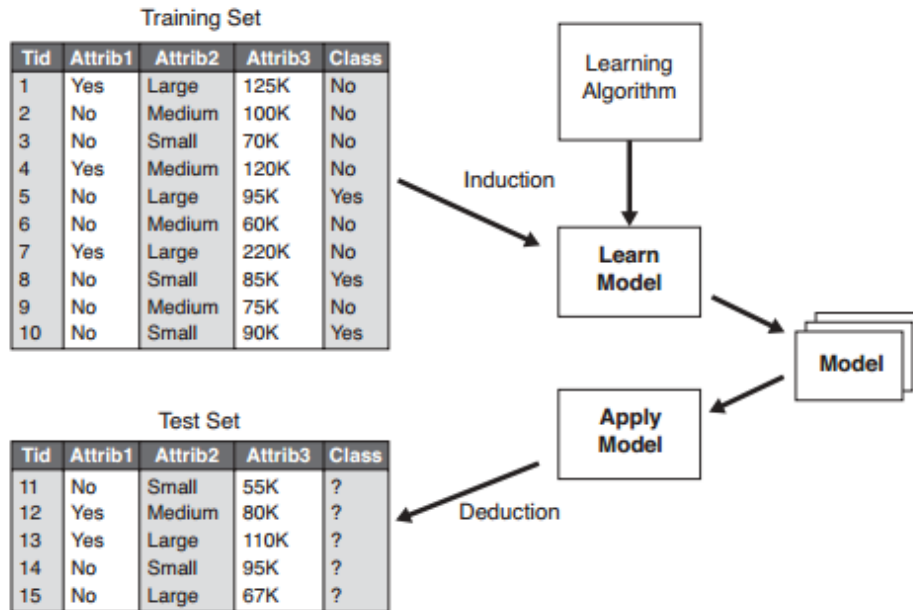 Training Set
Tid Attrib1 Attrib2 Attrib3 Class
1 Yes Large 125K No
2 No Medium 100K No
3 No Small 70K No
4 Yes Medium 120K No
5 No Large 95K Yes
6 No Medium 60K No
7 Yes Large 220K No
8 No Small 85K Yes
9 No Medium 75K No
10 No Small 90K Yes
Learning
Algorithm
Induction
Learn
Model
Model
Apply
Model
Deduction
Test Set
Tid Attrib1 Attrib2 Attrib3 Class
11 No Small 55K ?
12 Yes Medium 80K ?
13 Yes Large 110K ?
14 No Small 95K ?
15 No Large 67K ?